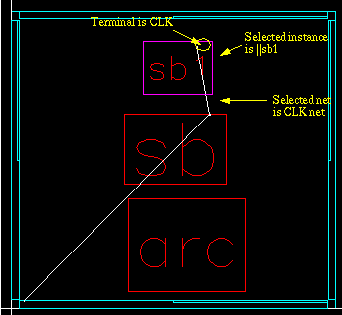 Terminal is CLK
Selected instance
is ||sb1
sb1
Selected net
is CLK net
sb
arc